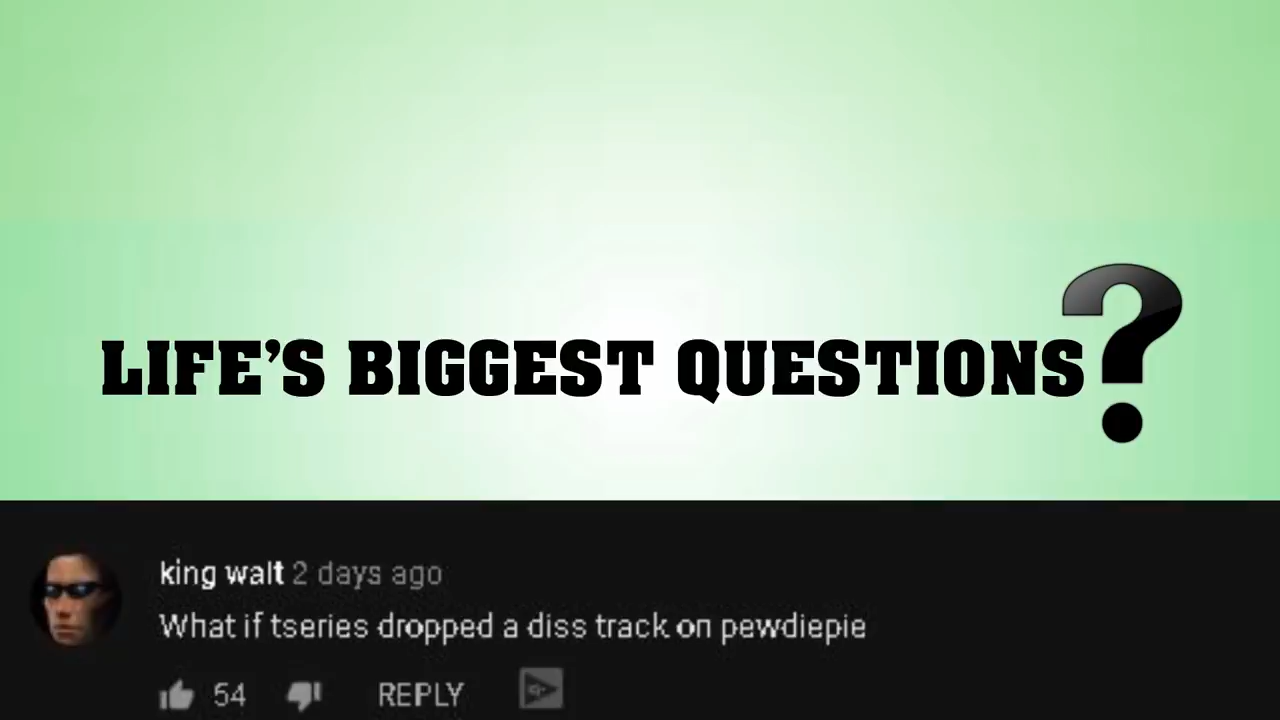 LIFE'S BIGGEST QUESTIONS?
king walt 2 days ago
What if tseries dropped a diss track on pewdiepie
54 REPLY